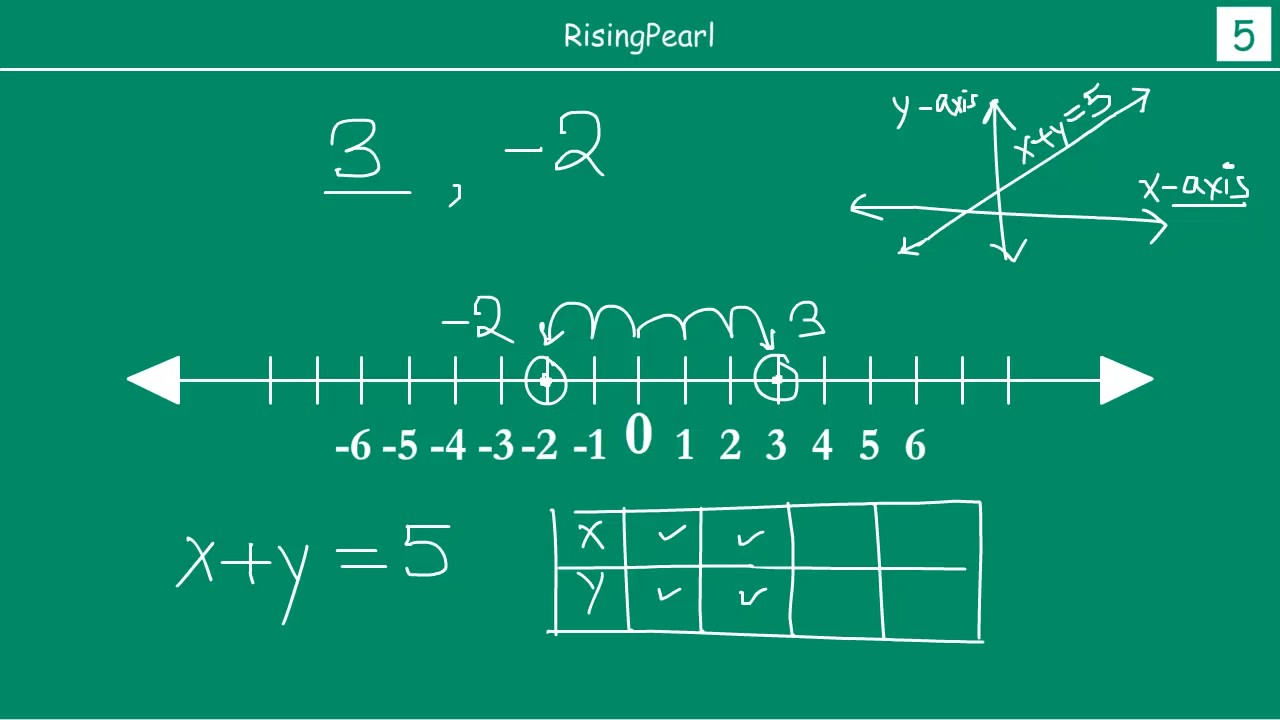 RisingPearl
5
3 , -2
y-axis
x+y=5
x-axis
-2
3
-6 -5 -4 -3 -2 -1 0 1 2 3 4 5 6
x+y=5
x ✓ ✓
y ✓ ✓